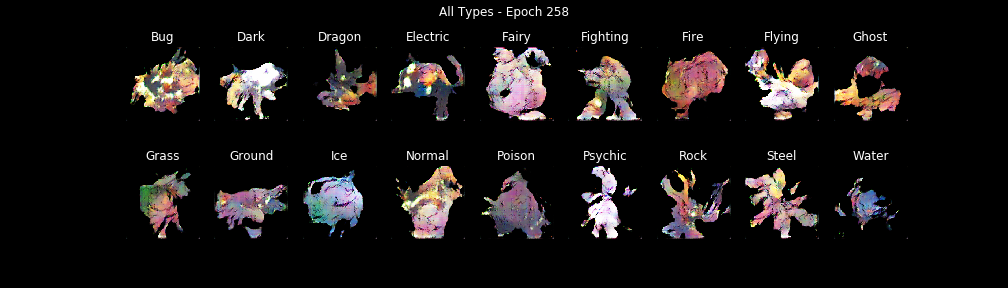 All Types - Epoch 258
Bug Dark Dragon Electric Fairy Fighting Fire Flying Ghost
Grass Ground Ice Normal Poison Psychic Rock Steel Water